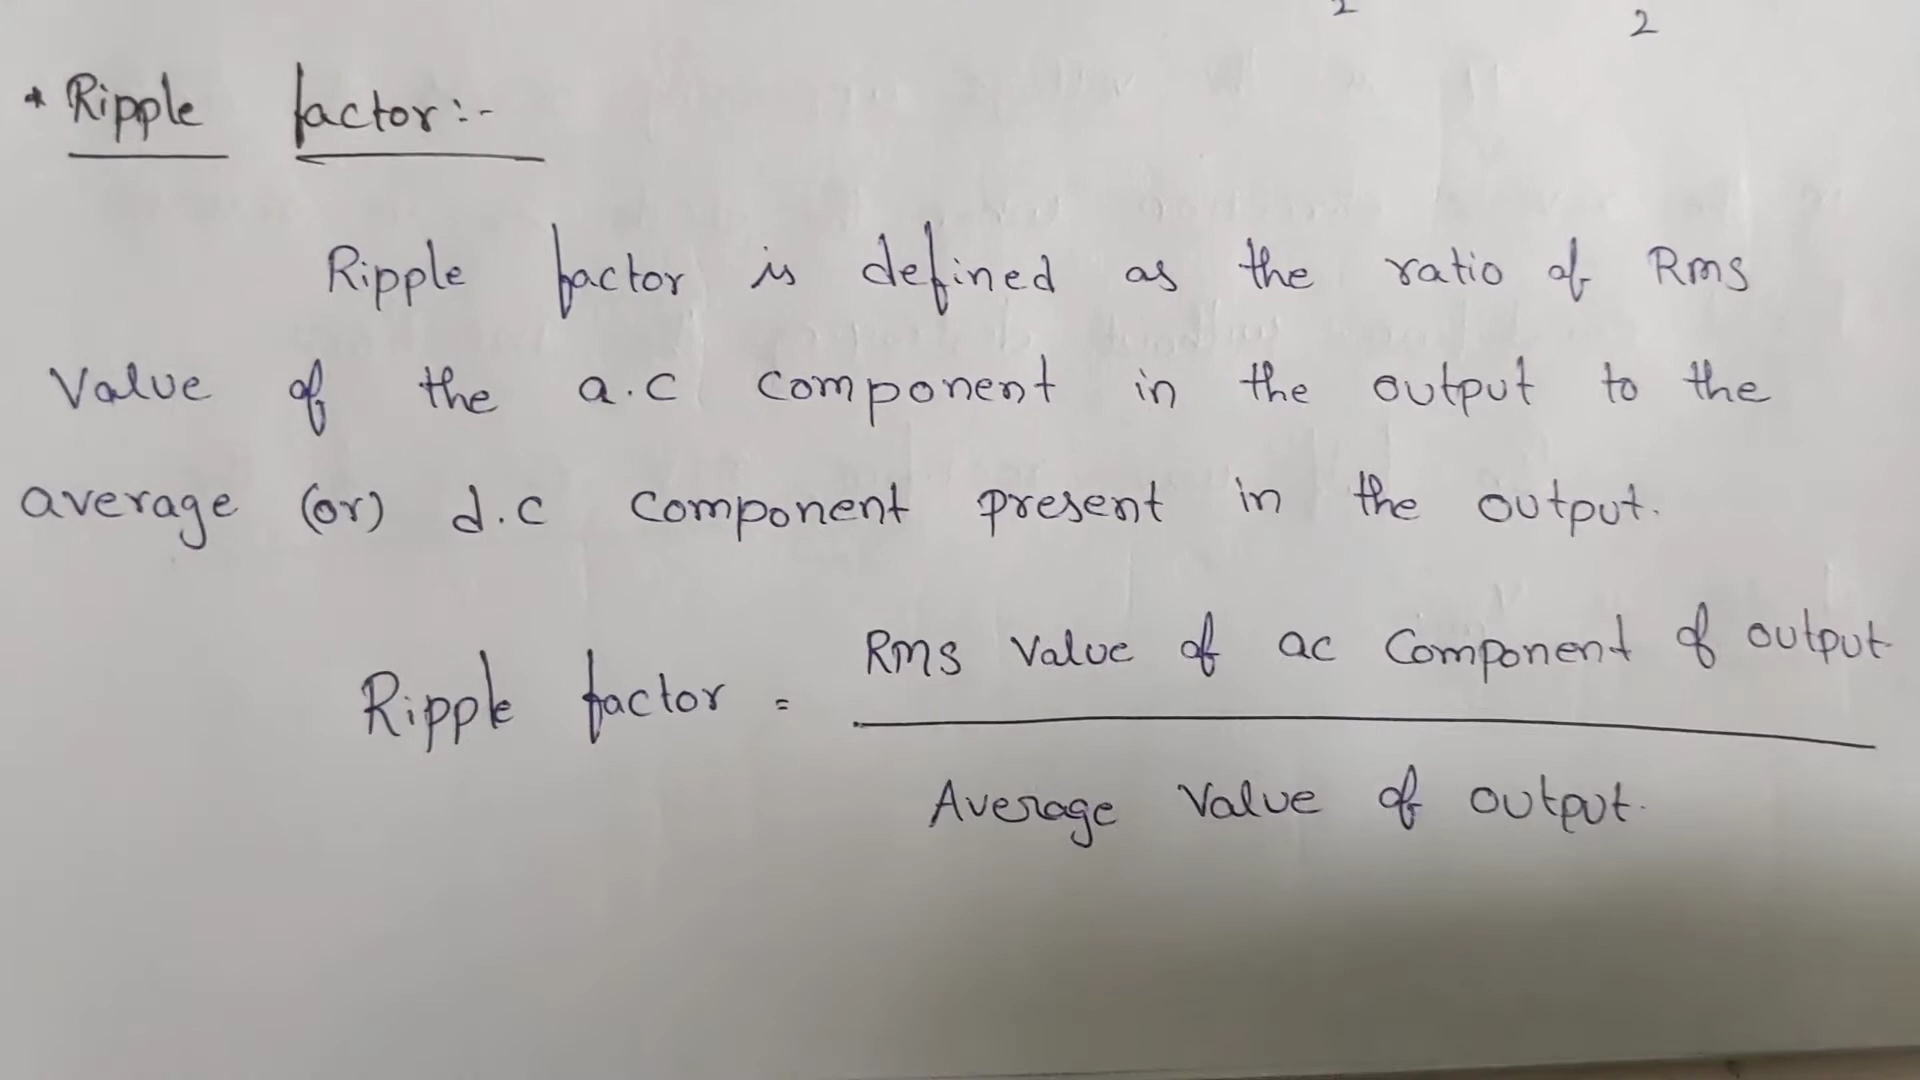 2 2
* Ripple factor:-
Ripple factor is defined as the ratio of Rms
Value of the a.c component in the output to the
average (or) d.c component present in the output.
Rms Value of ac Component of output
Ripple factor =
Average Value of output.